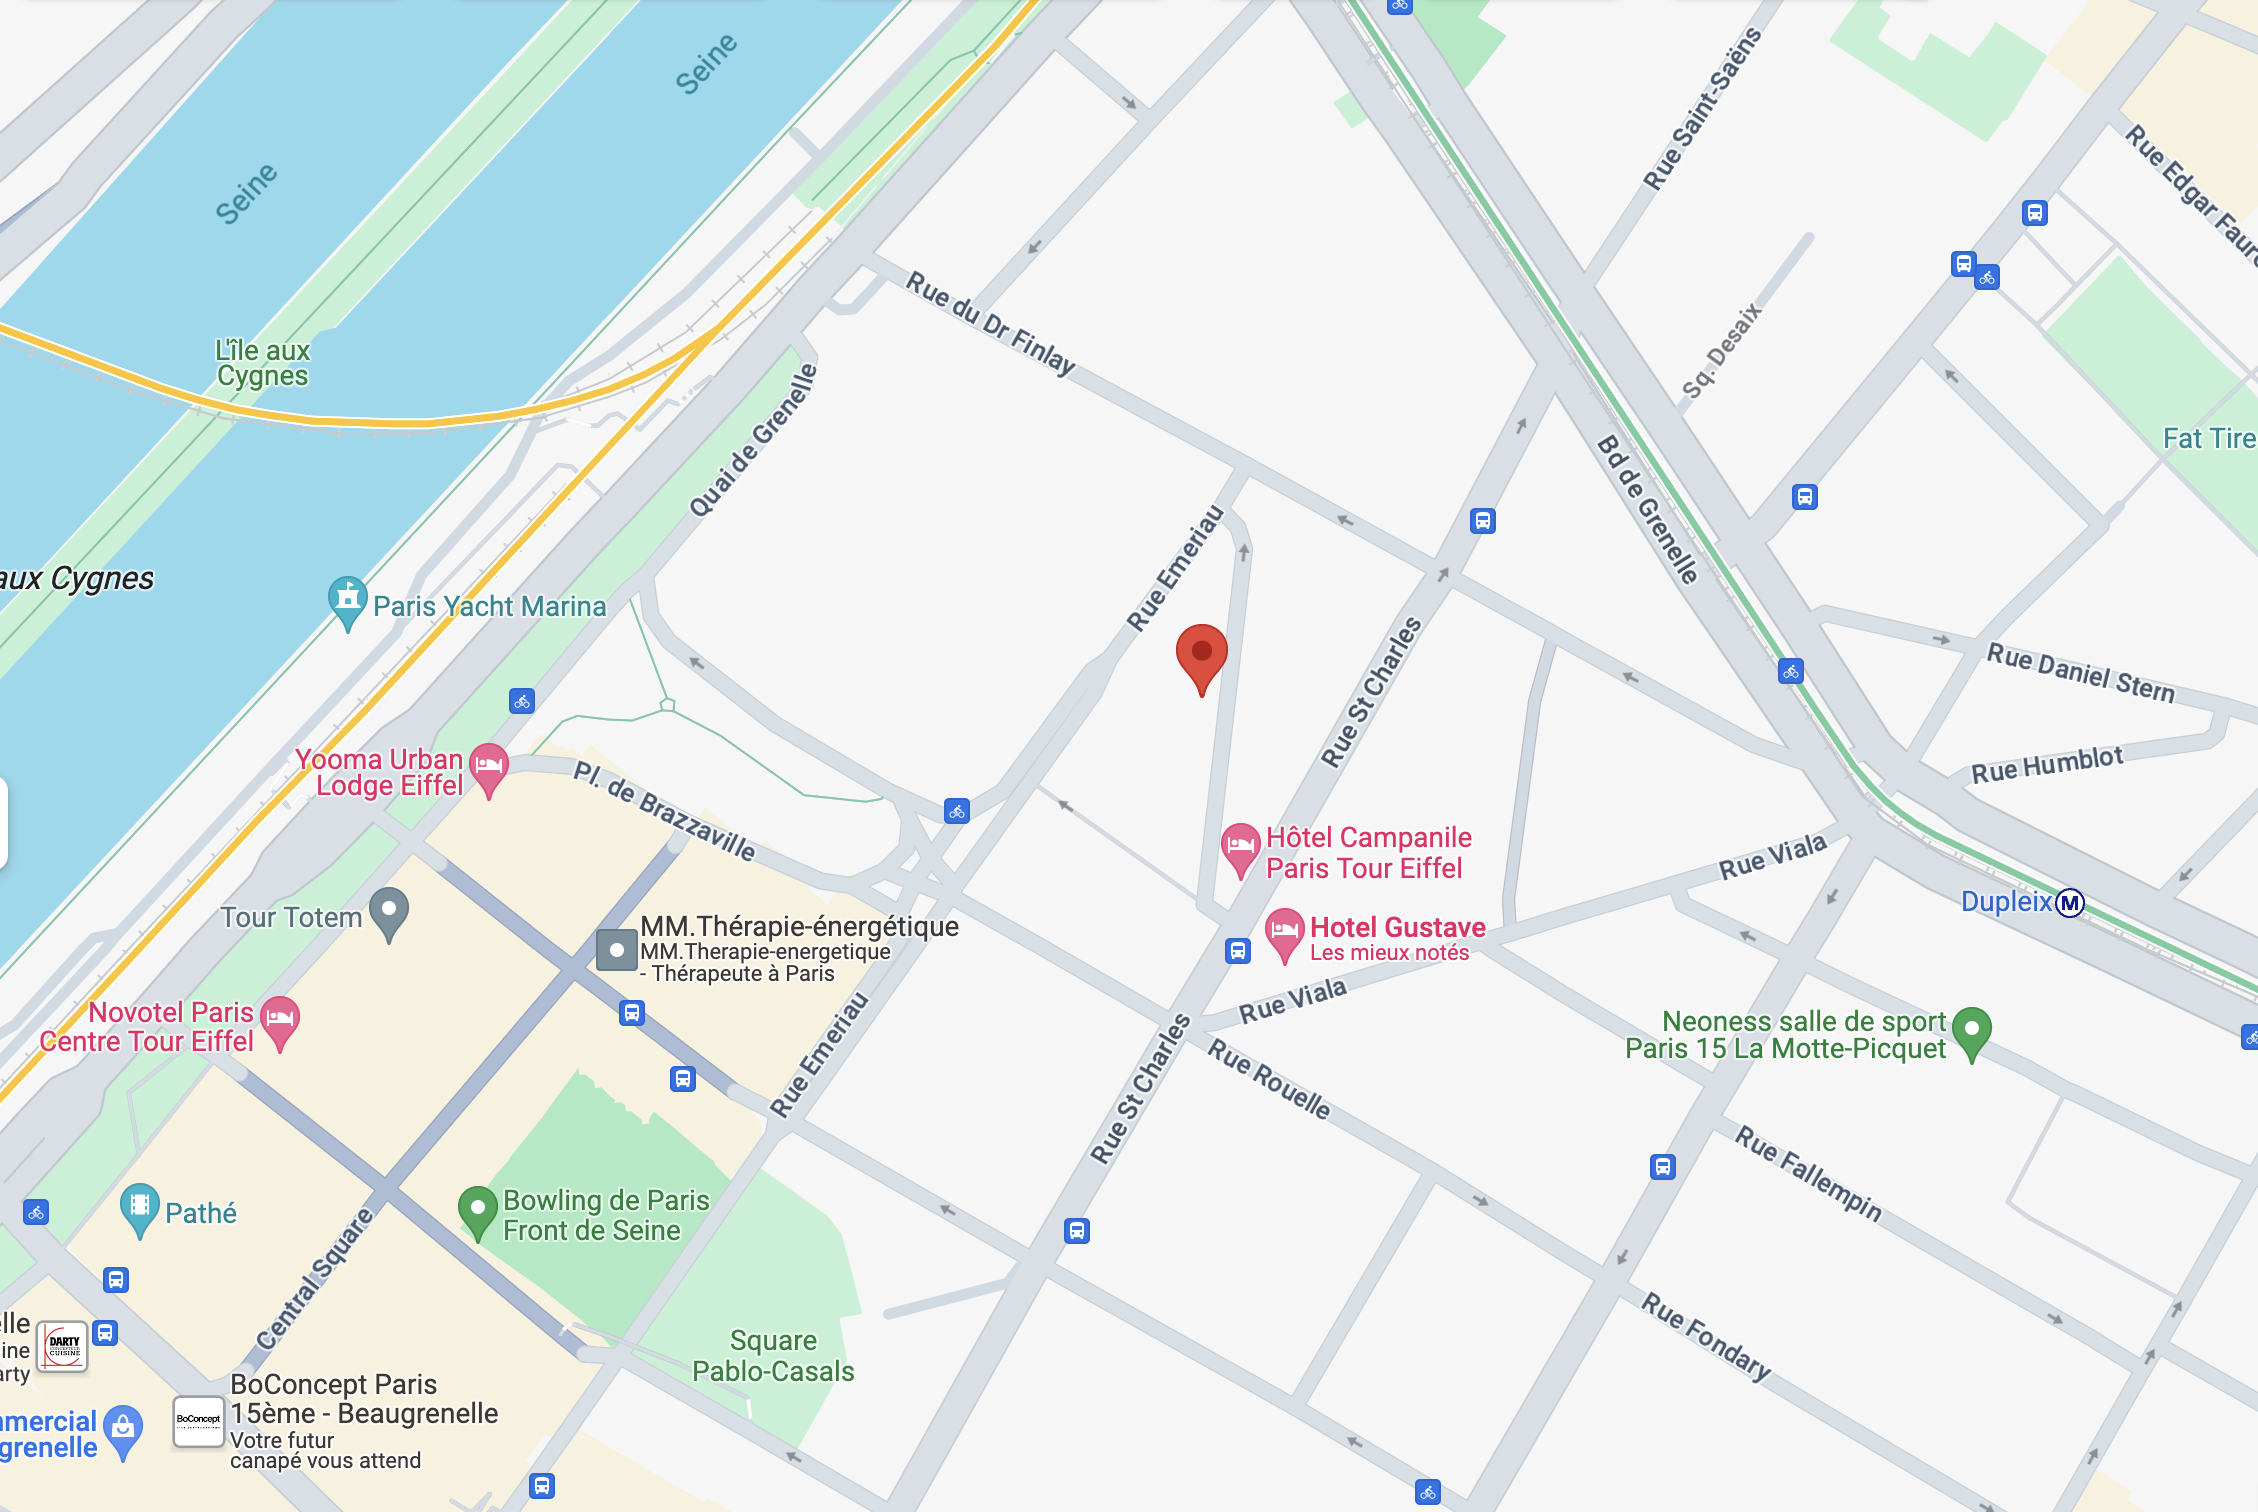 Seine
Seine
Rue Saint-Saëns
Rue Edgar Faure
L'île aux
Cygnes
Rue du Dr Finlay
Sq. Desaix
Quai de Grenelle
Bd de Grenelle
Fat Tire
aux Cygnes
Paris Yacht Marina
Rue Emeriau
Rue St Charles
Rue Daniel Stern
Rue Humblot
Yooma Urban
Lodge Eiffel
Pl. de Brazzaville
Hôtel Campanile
Paris Tour Eiffel
Rue Viala
Dupleix M
Tour Totem
MM.Thérapie-énergétique
MM.Therapie-energetique
- Thérapeute à Paris
Hotel Gustave
Les mieux notés
Rue Viala
Novotel Paris
Centre Tour Eiffel
Rue Emeriau
Rue St Charles
Rue Rouelle
Neoness salle de sport
Paris 15 La Motte-Picquet
Rue Fallempin
Pathé
Bowling de Paris
Front de Seine
Central Square
Rue Fondary
elle
ine
arty
DARTY
CONCEPTEUR
CUISINE
Square
Pablo-Casals
BoConcept
BoConcept Paris
15ème - Beaugrenelle
Votre futur
canapé vous attend
mmercial
grenelle